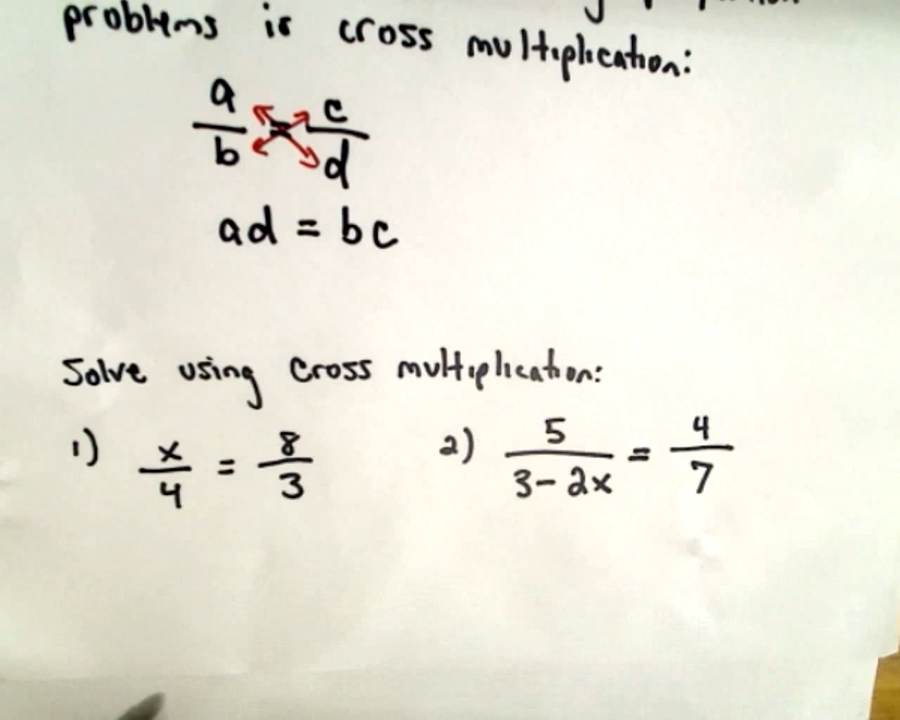 problems is cross multiplication:
a/b = c/d
ad = bc
Solve using cross multiplication:
1) x/4 = 8/3
2) 5/(3-2x) = 4/7